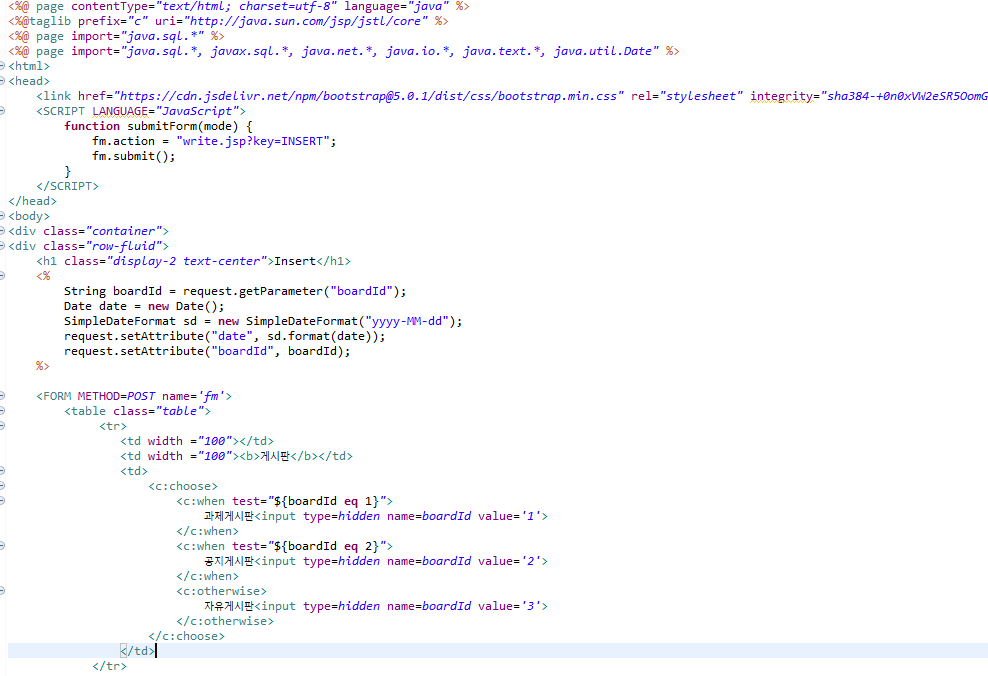 <%@ page contentType="text/html; charset=utf-8" language="java" %>
<%@taglib prefix="c" uri="http://java.sun.com/jsp/jstl/core" %>
<%@ page import="java.sql.*" %>
<%@ page import="java.sql.*, javax.sql.*, java.net.*, java.io.*, java.text.*, java.util.Date" %>
<html>
<head>
<link href="https://cdn.jsdelivr.net/npm/bootstrap@5.0.1/dist/css/bootstrap.min.css" rel="stylesheet" integrity="sha384-+0n0xVW2eSR5OomG
<SCRIPT LANGUAGE="JavaScript">
function submitForm(mode) {
fm.action = "write.jsp?key=INSERT";
fm.submit();
}
</SCRIPT>
</head>
<body>
<div class="container">
<div class="row-fluid">
<h1 class="display-2 text-center">Insert</h1>
<%
String boardId = request.getParameter("boardId");
Date date = new Date();
SimpleDateFormat sd = new SimpleDateFormat("yyyy-MM-dd");
request.setAttribute("date", sd.format(date));
request.setAttribute("boardId", boardId);
%>
<FORM METHOD=POST name='fm'>
<table class="table">
<tr>
<td width ="100"></td>
<td width ="100"><b>게시판</b></td>
<td>
<c:choose>
<c:when test="${boardId eq 1}">
과제게시판<input type=hidden name=boardId value='1'>
</c:when>
<c:when test="${boardId eq 2}">
공지게시판<input type=hidden name=boardId value='2'>
</c:when>
<c:otherwise>
자유게시판<input type=hidden name=boardId value='3'>
</c:otherwise>
</c:choose>
</td>
</tr>